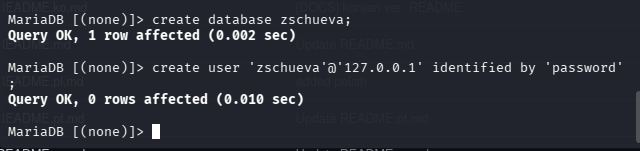 MariaDB [(none)]> create database zschueva;
Query OK, 1 row affected (0.002 sec)
MariaDB [(none)]> create user 'zschueva'@'127.0.0.1' identified by 'password'
;
Query OK, 0 rows affected (0.010 sec)
MariaDB [(none)]>